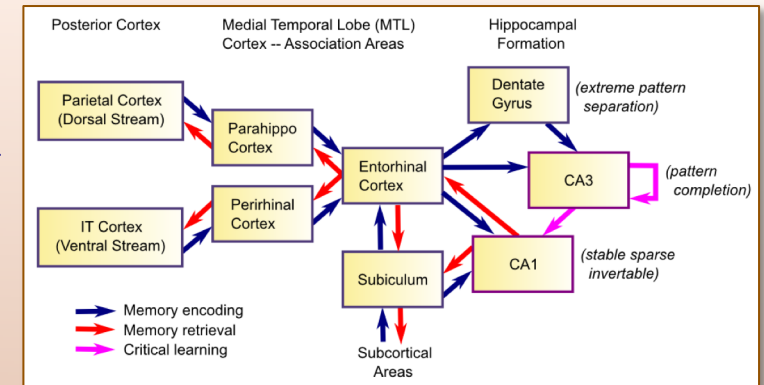 Posterior Cortex
Medial Temporal Lobe (MTL)
Cortex -- Association Areas
Hippocampal
Formation
Parietal Cortex
(Dorsal Stream)
Parahippo
Cortex
Dentate
Gyrus
(extreme pattern
separation)
Entorhinal
Cortex
CA3
(pattern
completion)
IT Cortex
(Ventral Stream)
Perirhinal
Cortex
Subiculum
CA1
(stable sparse
invertable)
Memory encoding
Memory retrieval
Critical learning
Subcortical
Areas